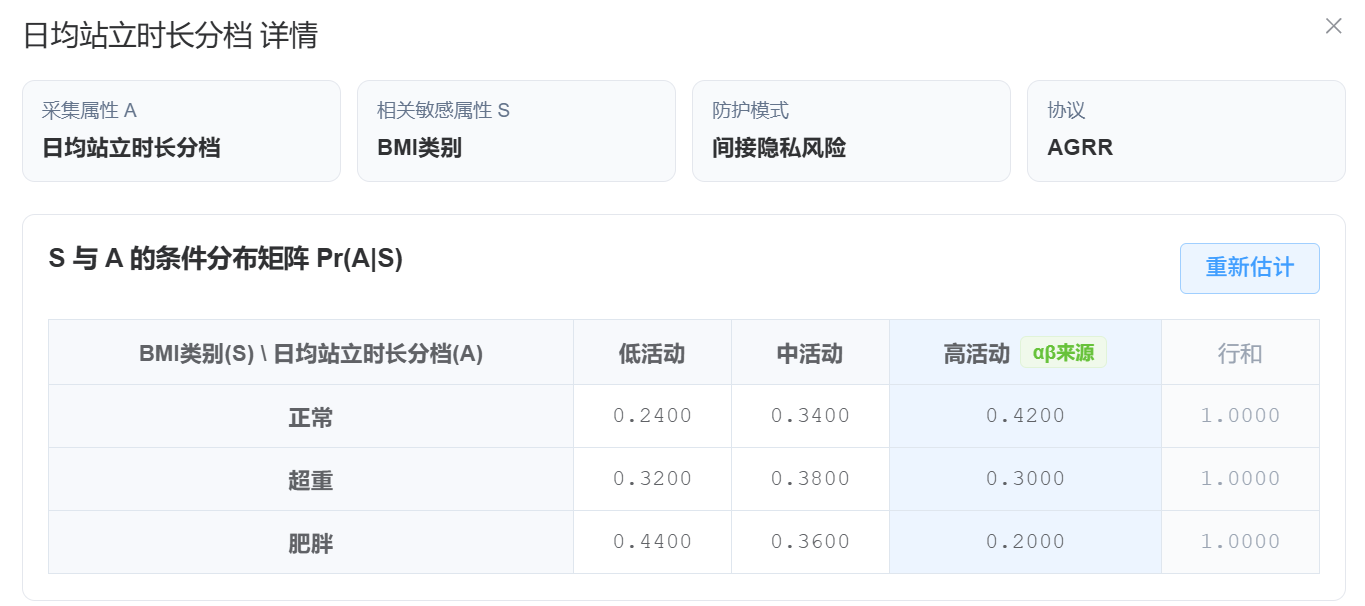 日均站立时长分档 详情
采集属性 A
日均站立时长分档
相关敏感属性 S
BMI类别
防护模式
间接隐私风险
协议
AGRR
S 与 A 的条件分布矩阵 Pr(A|S)
重新估计
BMI类别(S) \ 日均站立时长分档(A) 低活动 中活动 高活动 αβ来源 行和
正常 0.2400 0.3400 0.4200 1.0000
超重 0.3200 0.3800 0.3000 1.0000
肥胖 0.4400 0.3600 0.2000 1.0000